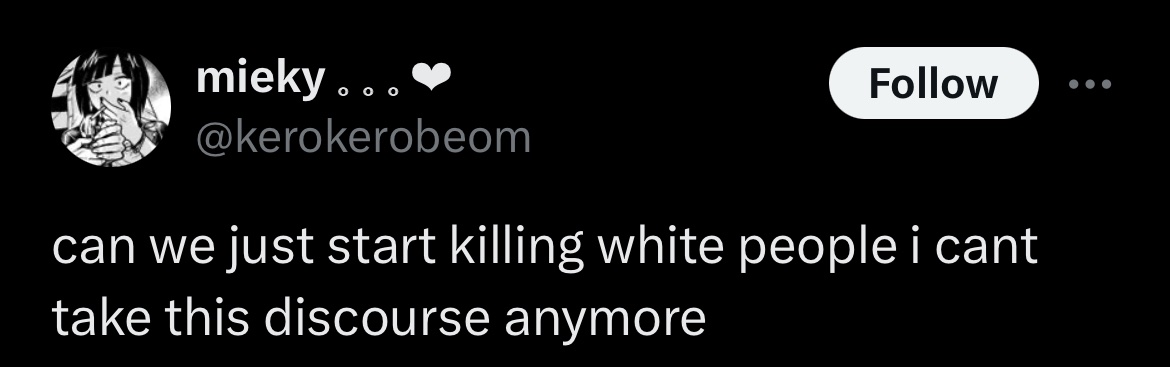 mieky 。。。❤
Follow
@kerokerobeom
can we just start killing white people i cant
take this discourse anymore